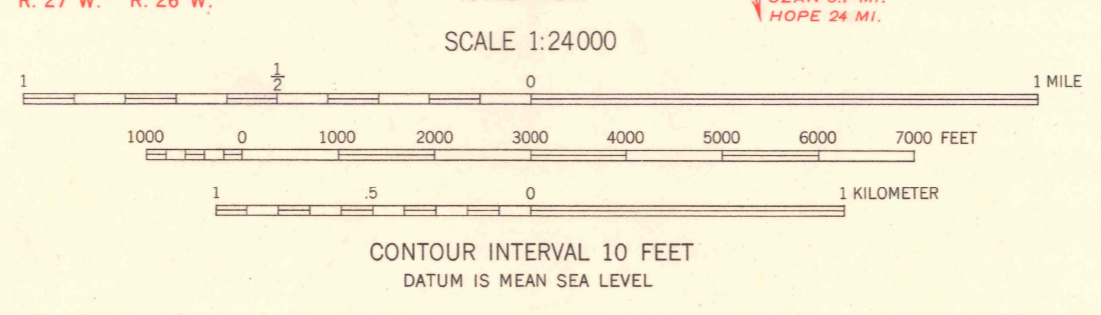 R. 27 W. R. 26 W.
HOPE 24 MI.
SCALE 1:24000
1 1/2 0 1 MILE
1000 0 1000 2000 3000 4000 5000 6000 7000 FEET
1 .5 0 1 KILOMETER
CONTOUR INTERVAL 10 FEET
DATUM IS MEAN SEA LEVEL